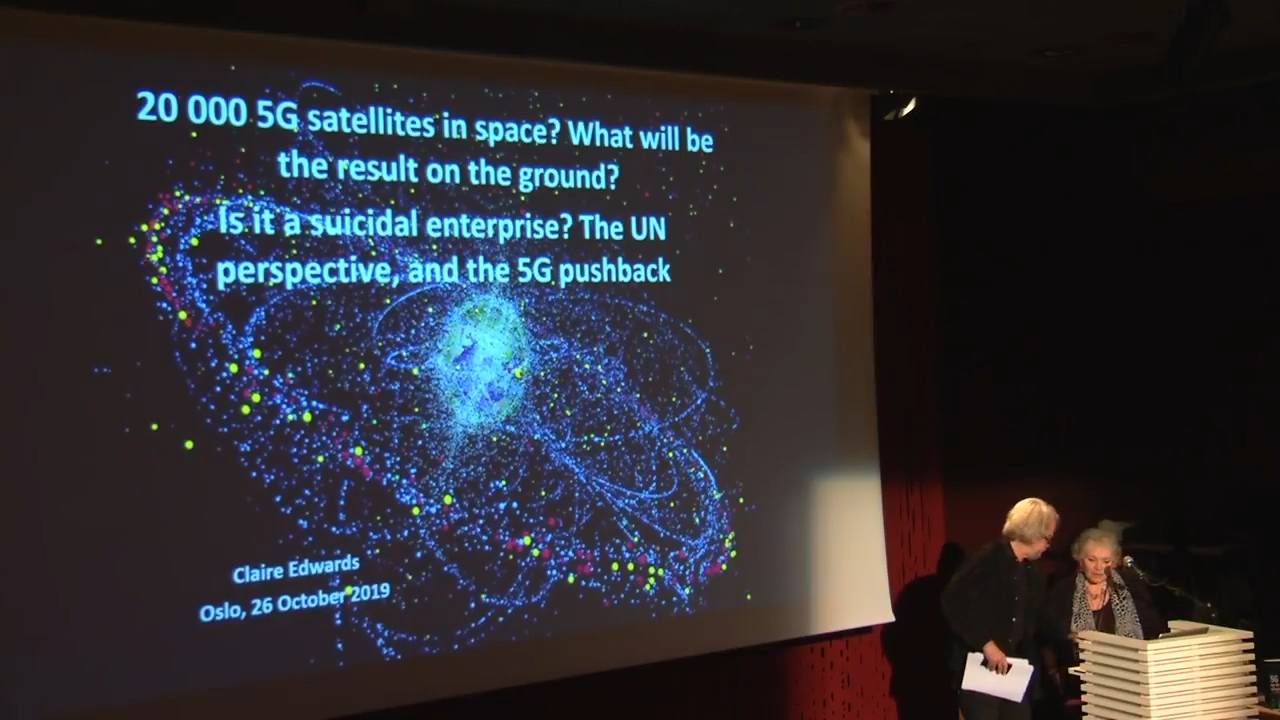 20 000 5G satellites in space? What will be
the result on the ground?
Is it a suicidal enterprise? The UN
perspective, and the 5G pushback
Claire Edwards
Oslo, 26 October 2019